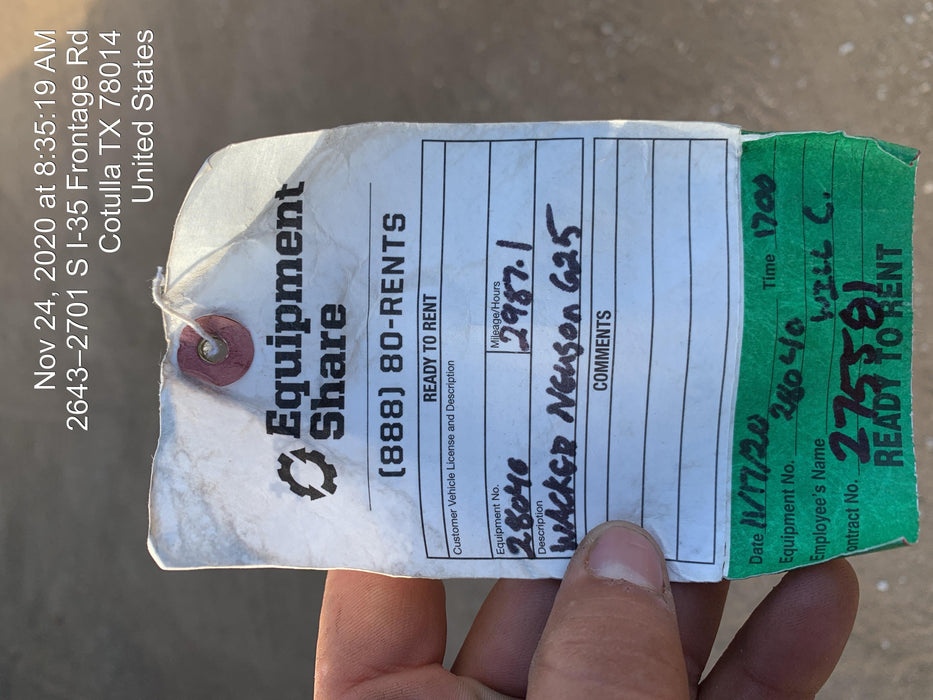 Nov 24, 2020 at 8:35:19 AM
2643–2701 S I-35 Frontage Rd
Cotulla TX 78014
United States
Equipment
Share
(888) 80-RENTS
READY TO RENT
Customer Vehicle License and Description
Equipment No. 28040 Mileage/Hours 2987.1
Description
WACKER NEUSON G25
COMMENTS
Date 11/17/20 Time 1700
Equipment No. 28040
Employee's Name WILL C.
ontract No. 275581
READY TO RENT